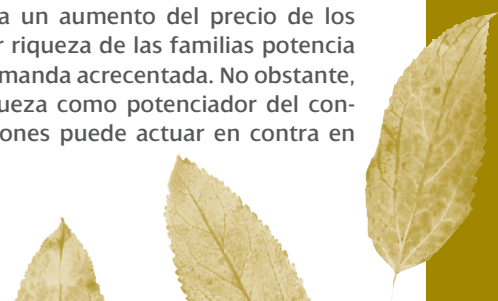 a un aumento del precio de los
riqueza de las familias potencia
manda acrecentada. No obstante,
ueza como potenciador del con-
ones puede actuar en contra en